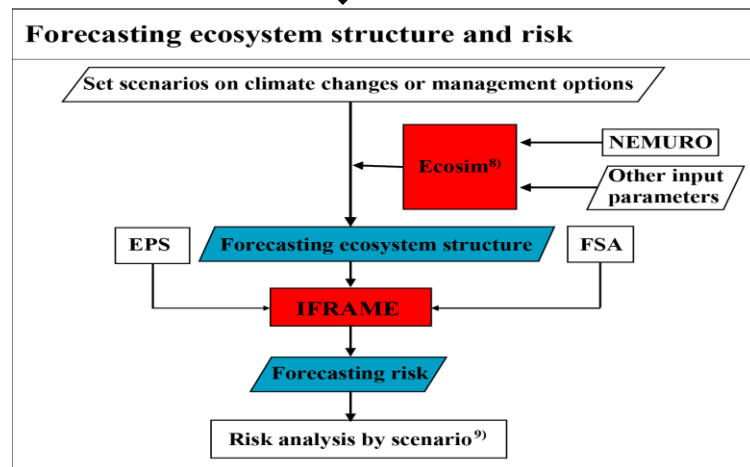 Forecasting ecosystem structure and risk
Set scenarios on climate changes or management options
NEMURO
Ecosim⁸⁾
Other input
parameters
EPS
Forecasting ecosystem structure
FSA
IFRAME
Forecasting risk
Risk analysis by scenario⁹⁾